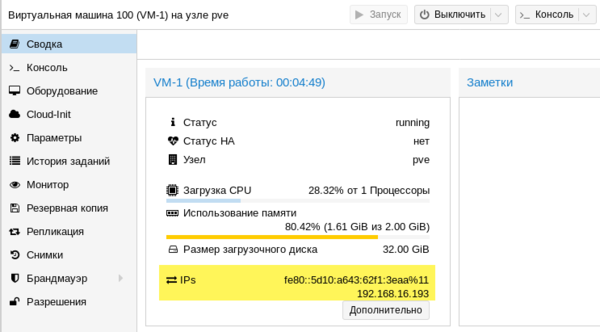 Виртуальная машина 100 (VM-1) на узле pve
Запуск
Выключить
Консоль
Сводка
Консоль
Оборудование
Cloud-Init
Параметры
История заданий
Монитор
Резервная копия
Репликация
Снимки
Брандмауэр
Разрешения
VM-1 (Время работы: 00:04:49)
Статус running
Статус HA нет
Узел pve
Загрузка CPU 28.32% от 1 Процессоры
Использование памяти
80.42% (1.61 GiB из 2.00 GiB)
Размер загрузочного диска 32.00 GiB
IPs fe80::5d10:a643:62f1:3eaa%11
192.168.16.193
Дополнительно
Заметки